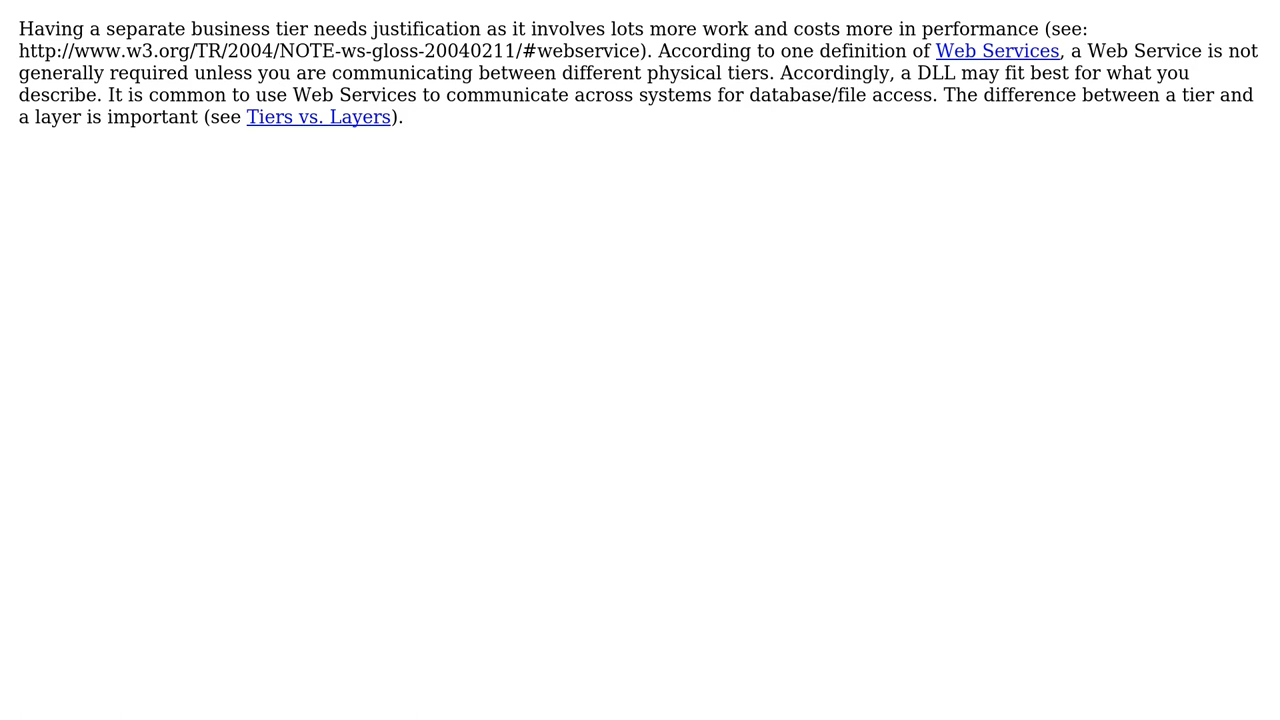 Having a separate business tier needs justification as it involves lots more work and costs more in performance (see:
http://www.w3.org/TR/2004/NOTE-ws-gloss-20040211/#webservice). According to one definition of Web Services, a Web Service is not
generally required unless you are communicating between different physical tiers. Accordingly, a DLL may fit best for what you
describe. It is common to use Web Services to communicate across systems for database/file access. The difference between a tier and
a layer is important (see Tiers vs. Layers).